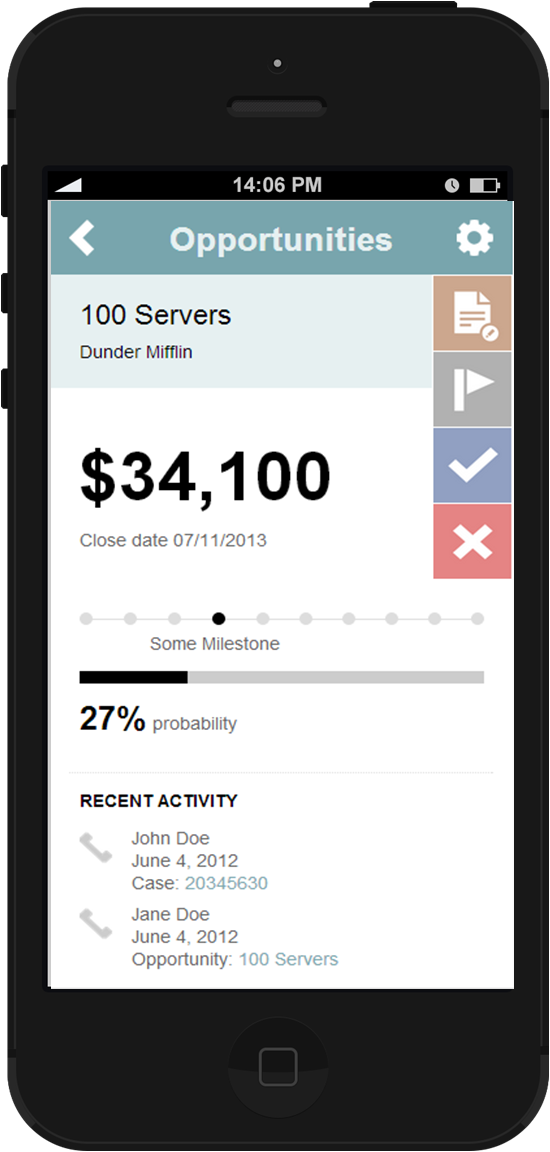 14:06 PM
Opportunities
100 Servers
Dunder Mifflin
$34,100
Close date 07/11/2013
Some Milestone
27% probability
RECENT ACTIVITY
John Doe
June 4, 2012
Case: 20345630
Jane Doe
June 4, 2012
Opportunity: 100 Servers